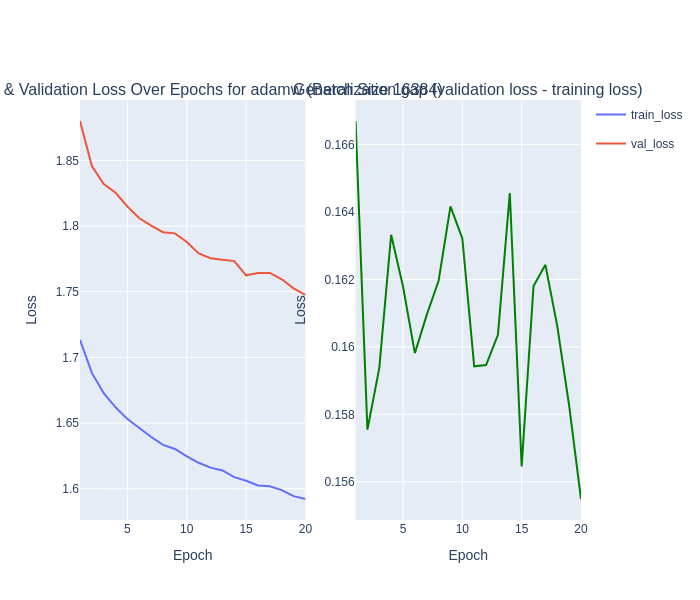 & Validation Loss Over Epochs for adamw (Batch Size 16384)
Generalization gap (validation loss - training loss)
train_loss
val_loss
1.85
1.8
1.75
1.7
1.65
1.6
Loss
5
10
15
20
Epoch
0.166
0.164
0.162
0.16
0.158
0.156
Loss
5
10
15
20
Epoch